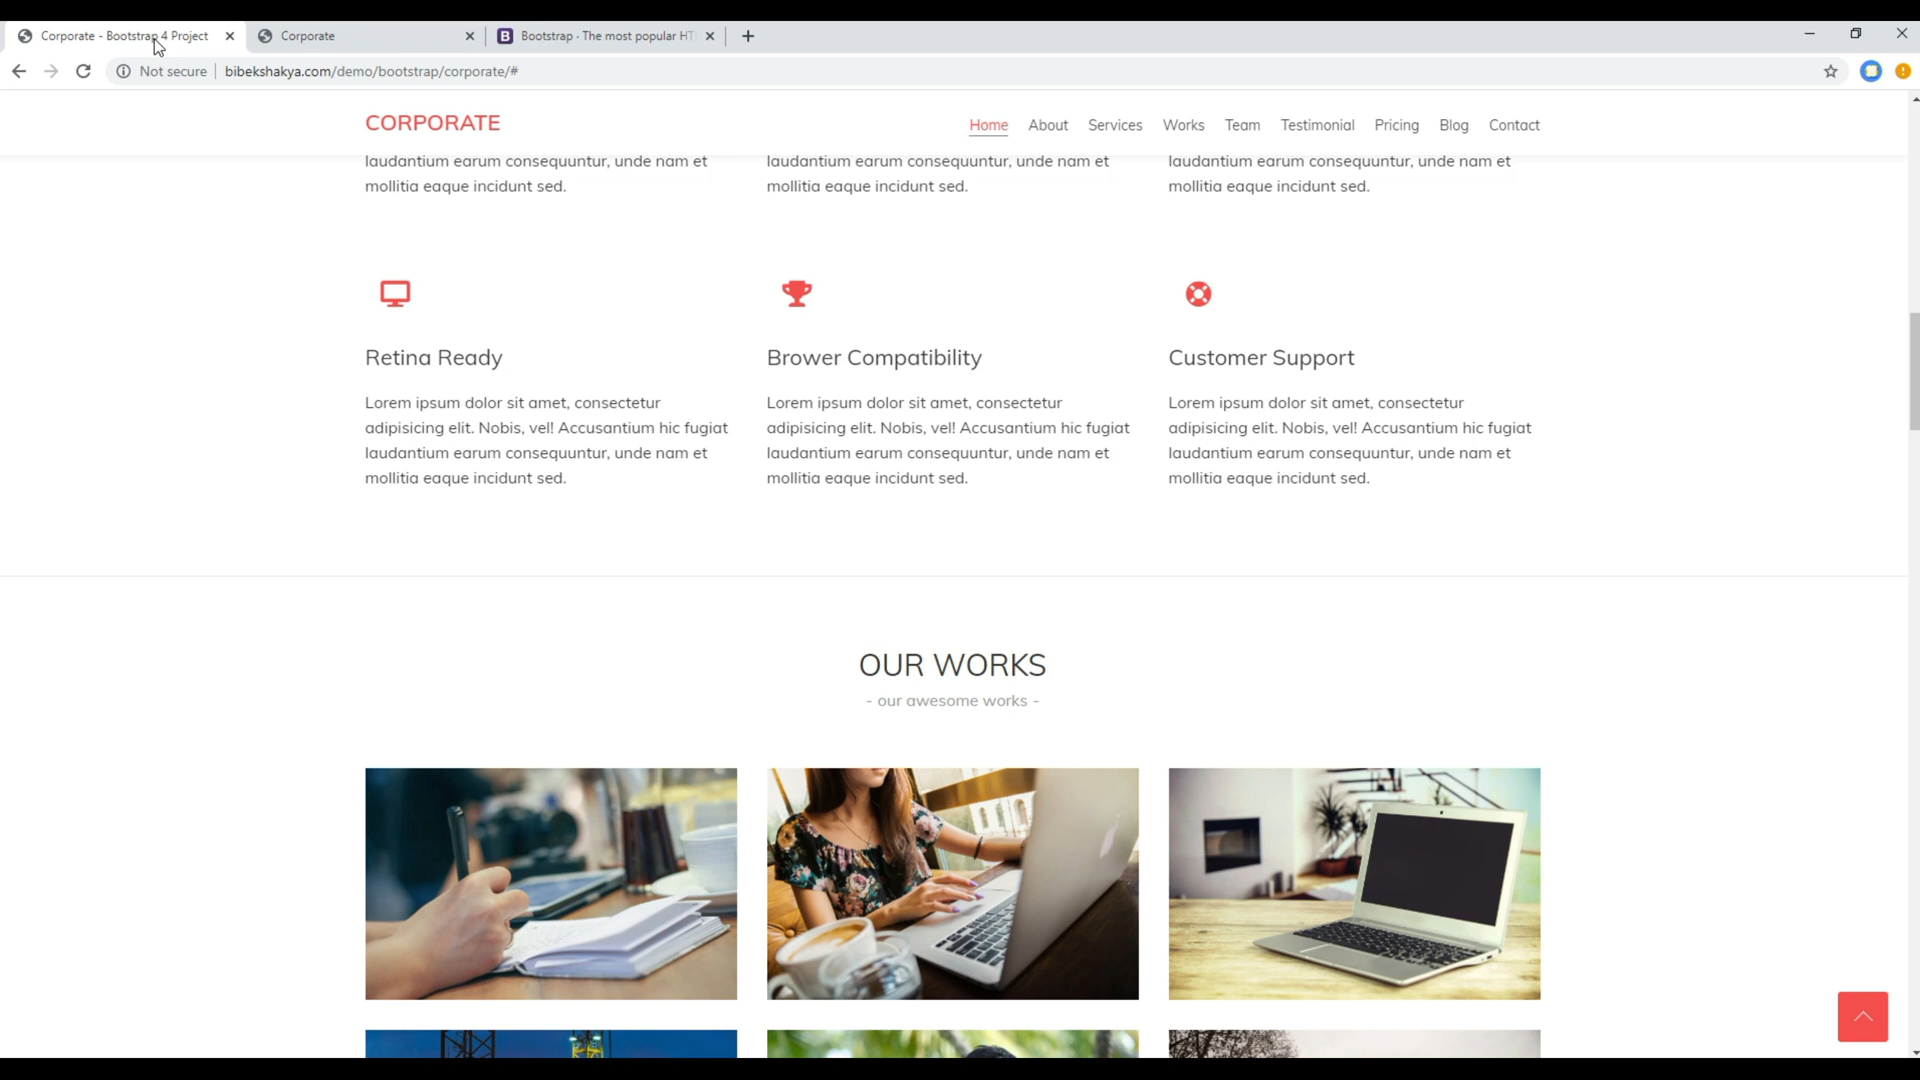 Corporate - Bootstrap 4 Project
Corporate
Bootstrap · The most popular HT
Not secure
bibekshakya.com/demo/bootstrap/corporate/#
CORPORATE
Home About Services Works Team Testimonial Pricing Blog Contact
laudantium earum consequuntur, unde nam et
mollitia eaque incidunt sed.
laudantium earum consequuntur, unde nam et
mollitia eaque incidunt sed.
laudantium earum consequuntur, unde nam et
mollitia eaque incidunt sed.
Retina Ready
Lorem ipsum dolor sit amet, consectetur
adipisicing elit. Nobis, vel! Accusantium hic fugiat
laudantium earum consequuntur, unde nam et
mollitia eaque incidunt sed.
Brower Compatibility
Lorem ipsum dolor sit amet, consectetur
adipisicing elit. Nobis, vel! Accusantium hic fugiat
laudantium earum consequuntur, unde nam et
mollitia eaque incidunt sed.
Customer Support
Lorem ipsum dolor sit amet, consectetur
adipisicing elit. Nobis, vel! Accusantium hic fugiat
laudantium earum consequuntur, unde nam et
mollitia eaque incidunt sed.
OUR WORKS
- our awesome works -